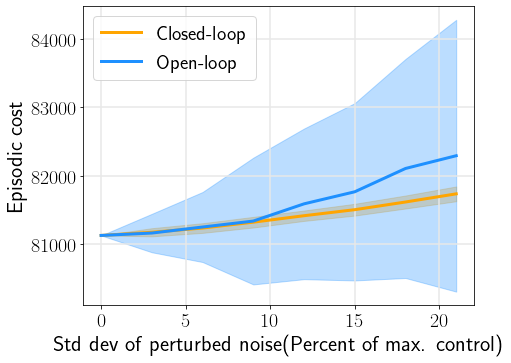 Closed-loop
Open-loop
84000
83000
82000
81000
Episodic cost
0 5 10 15 20
Std dev of perturbed noise(Percent of max. control)